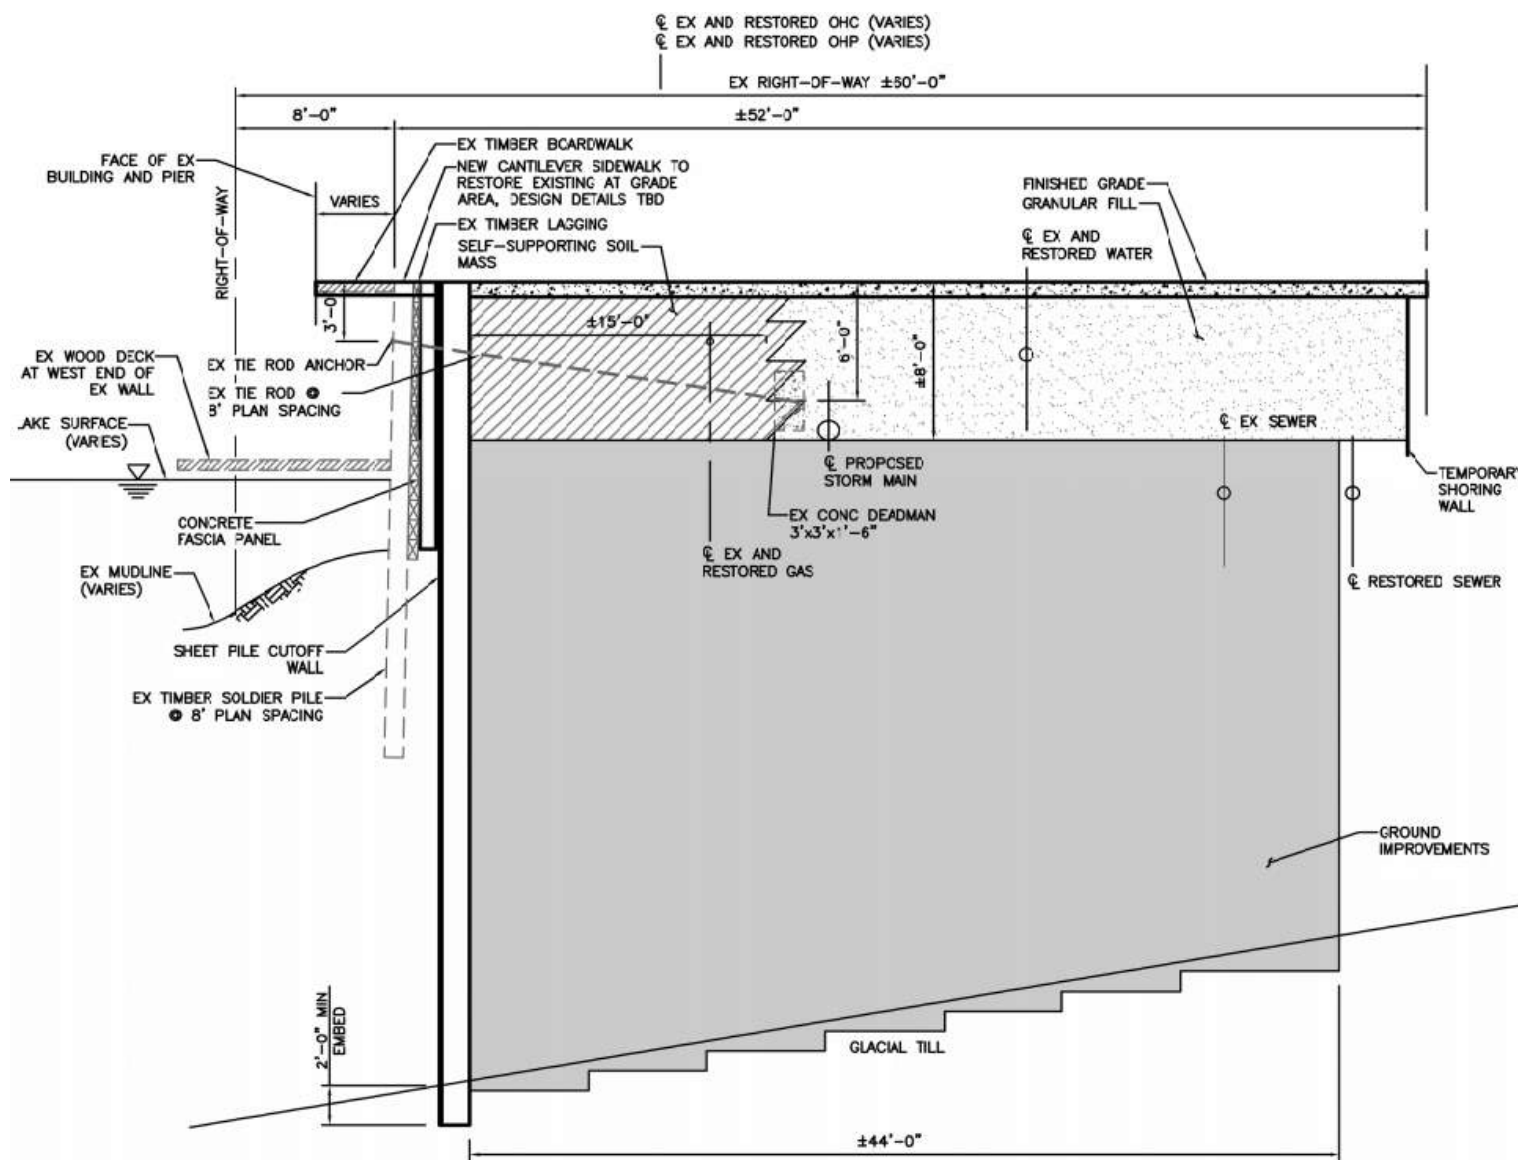 ℄ EX AND RESTORED OHC (VARIES)
℄ EX AND RESTORED OHP (VARIES)
EX RIGHT-OF-WAY ±60'-0"
8'-0"
±52'-0"
FACE OF EX
BUILDING AND PIER
VARIES
RIGHT-OF-WAY
EX TIMBER BOARDWALK
NEW CANTILEVER SIDEWALK TO
RESTORE EXISTING AT GRADE
AREA, DESIGN DETAILS TBD
EX TIMBER LAGGING
SELF-SUPPORTING SOIL
MASS
FINISHED GRADE
GRANULAR FILL
℄ EX AND
RESTORED WATER
3'-0
±15'-0"
6'-0"
±8'-0"
EX WOOD DECK
AT WEST END OF
EX WALL
EX TIE ROD ANCHOR
EX TIE ROD @
8' PLAN SPACING
LAKE SURFACE
(VARIES)
℄ EX SEWER
℄ PROPOSED
STORM MAIN
TEMPORARY
SHORING
WALL
CONCRETE
FASCIA PANEL
EX CONC DEADMAN
3'x3'x1'-6"
℄ EX AND
RESTORED GAS
EX MUDLINE
(VARIES)
℄ RESTORED SEWER
SHEET PILE CUTOFF
WALL
EX TIMBER SOLDIER PILE
@ 8' PLAN SPACING
GROUND
IMPROVEMENTS
2'-0" MIN
EMBED
GLACIAL TILL
±44'-0"